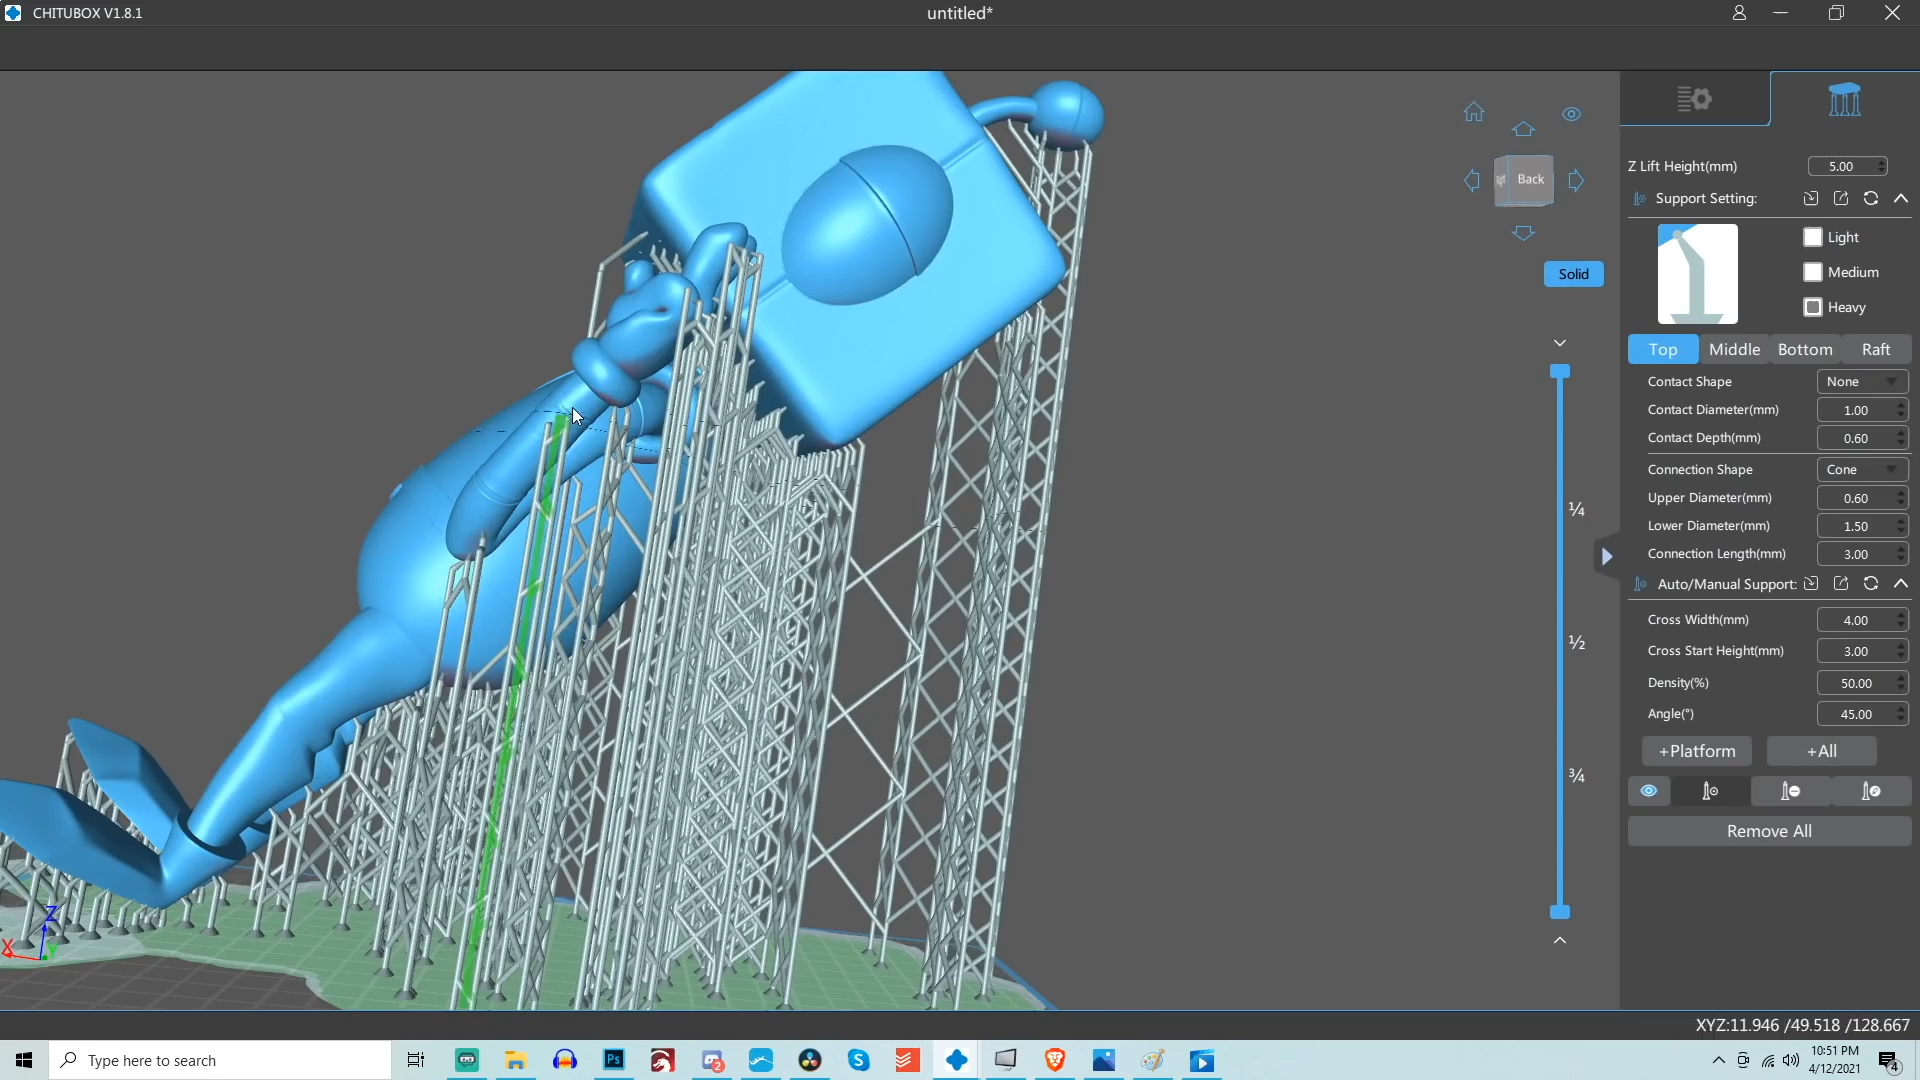 CHITUBOX V1.8.1
untitled*
Back
Solid
¼
½
¾
Z Lift Height(mm) 5.00
Support Setting:
Light
Medium
Heavy
Top Middle Bottom Raft
Contact Shape None
Contact Diameter(mm) 1.00
Contact Depth(mm) 0.60
Connection Shape Cone
Upper Diameter(mm) 0.60
Lower Diameter(mm) 1.50
Connection Length(mm) 3.00
Auto/Manual Support:
Cross Width(mm) 4.00
Cross Start Height(mm) 3.00
Density(%) 50.00
Angle(°) 45.00
+Platform +All
Remove All
Z
X
Y
XYZ:11.946 /49.518 /128.667
Type here to search
Ps
2
10:51 PM
4/12/2021
4